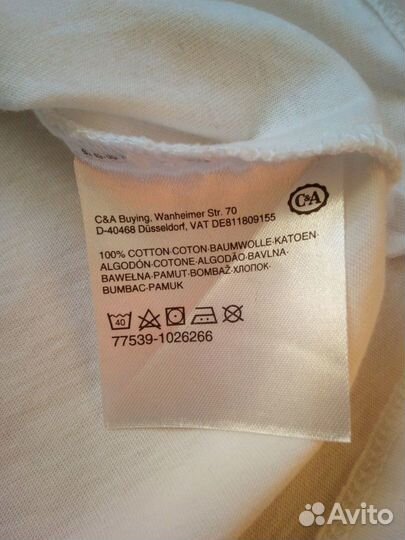 C&A Buying, Wanheimer Str. 70
D-40468 Düsseldorf, VAT DE811809155
C&A
100% COTTON·COTON·BAUMWOLLE·KATOEN·
ALGODÓN·COTONE·ALGODÃO·BAVLNA·
BAWEŁNA·PAMUT·BOMBAŽ·ХЛОПОК·
BUMBAC·PAMUK
40
77539-1026266
Avito